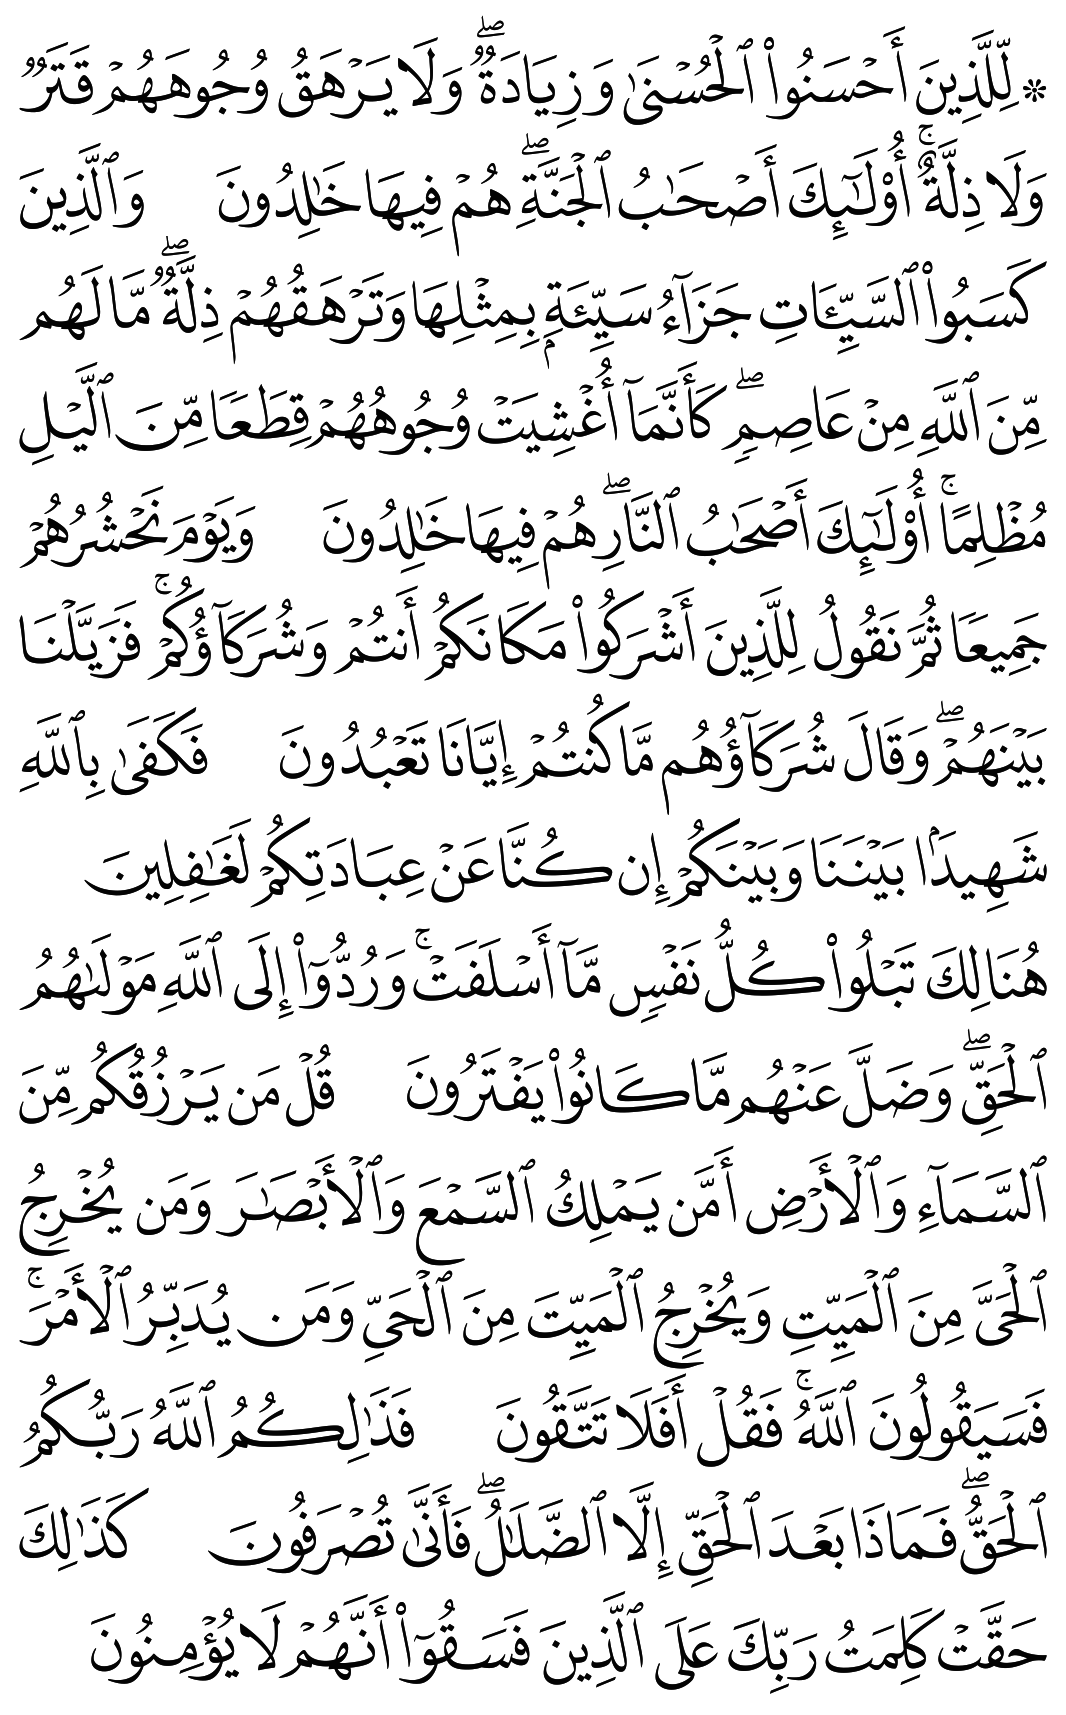 ۞ لِّلَّذِينَ أَحۡسَنُواْ ٱلۡحُسۡنَىٰ وَزِيَادَةٞۖ وَلَا يَرۡهَقُ وُجُوهَهُمۡ قَتَرٞ
وَلَا ذِلَّةٌۚ أُوْلَٰٓئِكَ أَصۡحَٰبُ ٱلۡجَنَّةِۖ هُمۡ فِيهَا خَٰلِدُونَ وَٱلَّذِينَ
كَسَبُواْ ٱلسَّيِّـَٔاتِ جَزَآءُ سَيِّئَةِۭ بِمِثۡلِهَا وَتَرۡهَقُهُمۡ ذِلَّةٞۖ مَّا لَهُم
مِّنَ ٱللَّهِ مِنۡ عَاصِمٖۖ كَأَنَّمَآ أُغۡشِيَتۡ وُجُوهُهُمۡ قِطَعٗا مِّنَ ٱلَّيۡلِ
مُظۡلِمًاۚ أُوْلَٰٓئِكَ أَصۡحَٰبُ ٱلنَّارِۖ هُمۡ فِيهَا خَٰلِدُونَ وَيَوۡمَ نَحۡشُرُهُمۡ
جَمِيعٗا ثُمَّ نَقُولُ لِلَّذِينَ أَشۡرَكُواْ مَكَانَكُمۡ أَنتُمۡ وَشُرَكَآؤُكُمۡۚ فَزَيَّلۡنَا
بَيۡنَهُمۡۖ وَقَالَ شُرَكَآؤُهُم مَّا كُنتُمۡ إِيَّانَا تَعۡبُدُونَ فَكَفَىٰ بِٱللَّهِ
شَهِيدَۢا بَيۡنَنَا وَبَيۡنَكُمۡ إِن كُنَّا عَنۡ عِبَادَتِكُمۡ لَغَٰفِلِينَ
هُنَالِكَ تَبۡلُواْ كُلُّ نَفۡسٖ مَّآ أَسۡلَفَتۡۚ وَرُدُّوٓاْ إِلَى ٱللَّهِ مَوۡلَىٰهُمُ
ٱلۡحَقِّۖ وَضَلَّ عَنۡهُم مَّا كَانُواْ يَفۡتَرُونَ قُلۡ مَن يَرۡزُقُكُم مِّنَ
ٱلسَّمَآءِ وَٱلۡأَرۡضِ أَمَّن يَمۡلِكُ ٱلسَّمۡعَ وَٱلۡأَبۡصَٰرَ وَمَن يُخۡرِجُ
ٱلۡحَيَّ مِنَ ٱلۡمَيِّتِ وَيُخۡرِجُ ٱلۡمَيِّتَ مِنَ ٱلۡحَيِّ وَمَن يُدَبِّرُ ٱلۡأَمۡرَۚ
فَسَيَقُولُونَ ٱللَّهُۚ فَقُلۡ أَفَلَا تَتَّقُونَ فَذَٰلِكُمُ ٱللَّهُ رَبُّكُمُ
ٱلۡحَقُّۖ فَمَاذَا بَعۡدَ ٱلۡحَقِّ إِلَّا ٱلضَّلَٰلُۖ فَأَنَّىٰ تُصۡرَفُونَ كَذَٰلِكَ
حَقَّتۡ كَلِمَتُ رَبِّكَ عَلَى ٱلَّذِينَ فَسَقُوٓاْ أَنَّهُمۡ لَا يُؤۡمِنُونَ